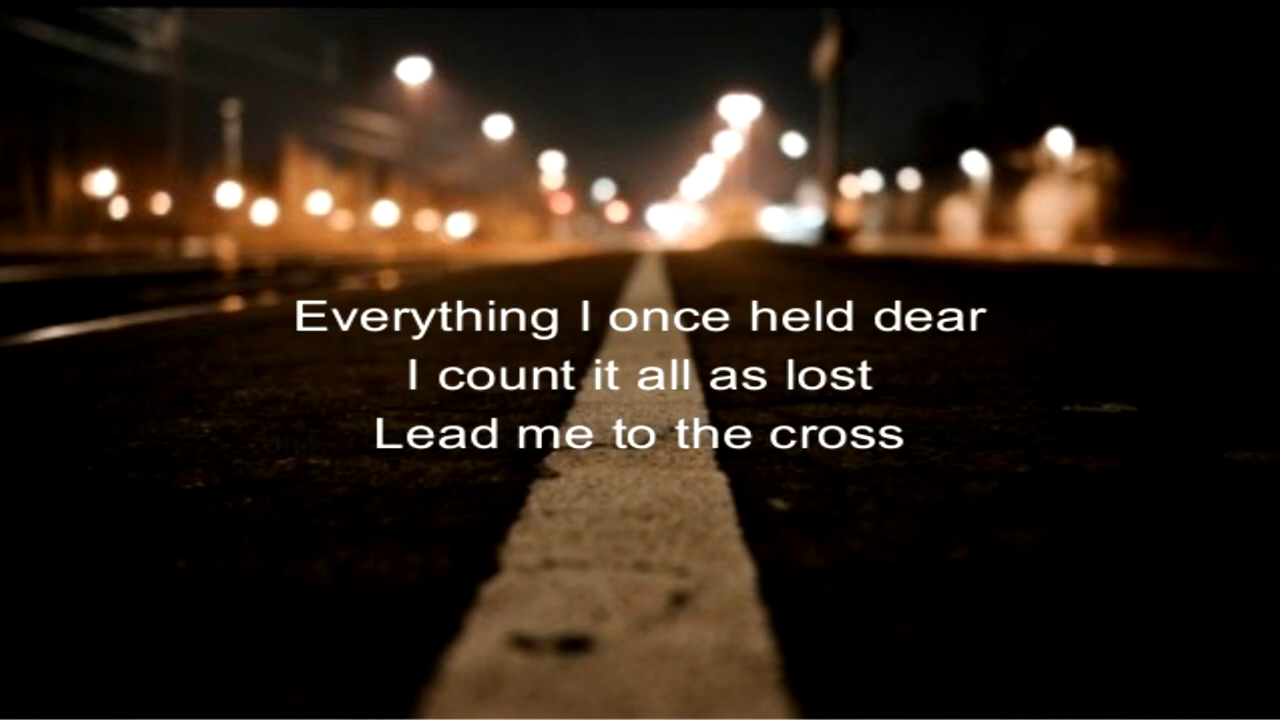 Everything I once held dear
I count it all as lost
Lead me to the cross